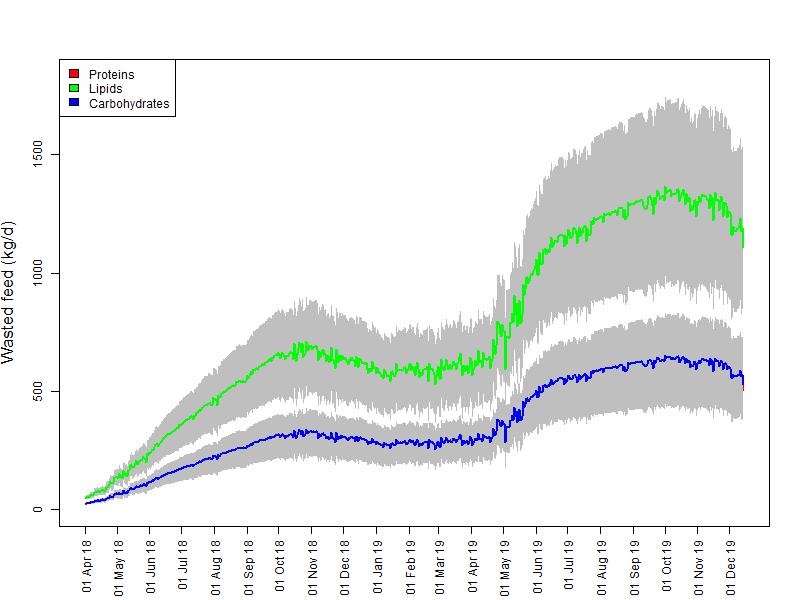 Proteins
Lipids
Carbohydrates
Wasted feed (kg/d)
1500
1000
500
0
01 Apr 18
01 May 18
01 Jun 18
01 Jul 18
01 Aug 18
01 Sep 18
01 Oct 18
01 Nov 18
01 Dec 18
01 Jan 19
01 Feb 19
01 Mar 19
01 Apr 19
01 May 19
01 Jun 19
01 Jul 19
01 Aug 19
01 Sep 19
01 Oct 19
01 Nov 19
01 Dec 19